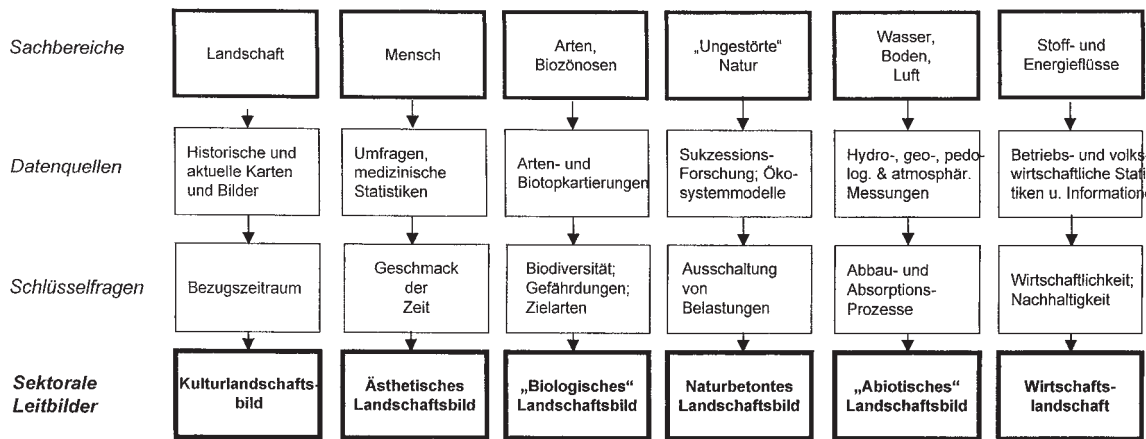 Sachbereiche
Landschaft
Mensch
Arten,
Biozönosen
„Ungestörte“
Natur
Wasser,
Boden,
Luft
Stoff- und
Energieflüsse
Datenquellen
Historische und
aktuelle Karten
und Bilder
Umfragen,
medizinische
Statistiken
Arten- und
Biotopkartierungen
Sukzessions-
Forschung; Öko-
systemmodelle
Hydro-, geo-, pedo-
log. & atmosphär.
Messungen
Betriebs- und volks
wirtschaftliche Stati
tiken u. Informatione
Schlüsselfragen
Bezugszeitraum
Geschmack
der
Zeit
Biodiversität;
Gefährdungen;
Zielarten
Ausschaltung
von
Belastungen
Abbau- und
Absorptions-
Prozesse
Wirtschaftlichkeit;
Nachhaltigkeit
Sektorale
Leitbilder
Kulturlandschafts-
bild
Ästhetisches
Landschaftsbild
„Biologisches“
Landschaftsbild
Naturbetontes
Landschaftsbild
„Abiotisches“
Landschaftsbild
Wirtschafts-
landschaft